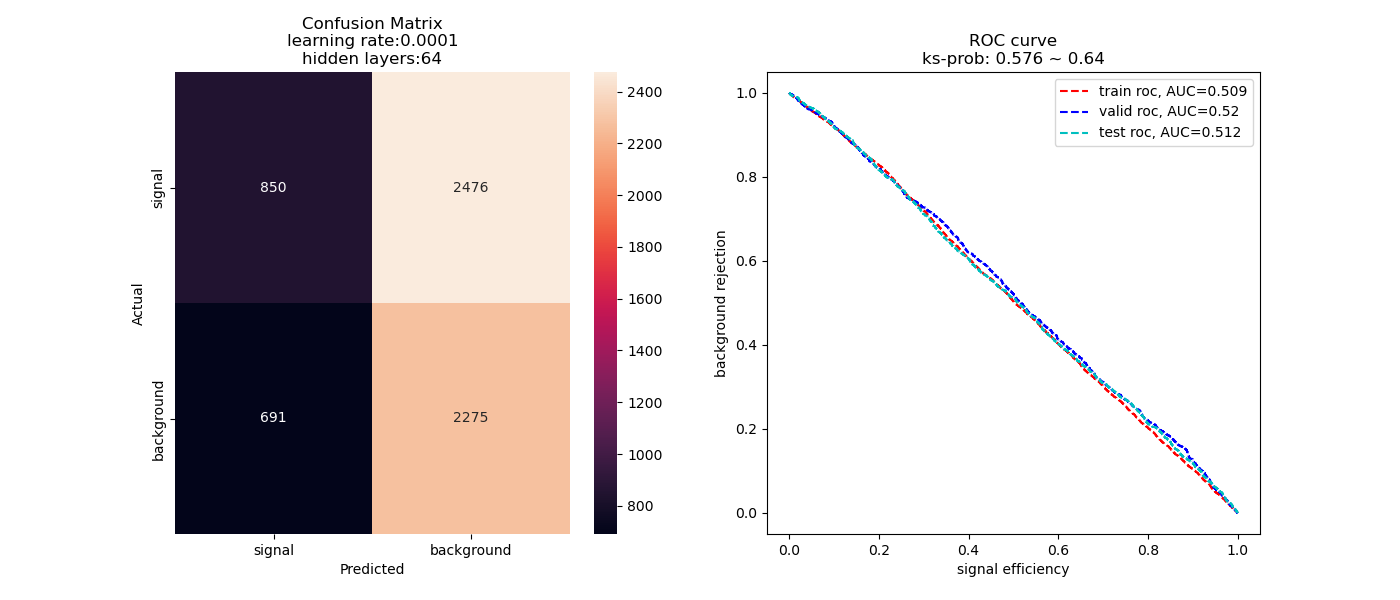 Confusion Matrix
learning rate:0.0001
hidden layers:64
signal
background
Actual
850
2476
691
2275
signal
background
Predicted
2400
2200
2000
1800
1600
1400
1200
1000
800
ROC curve
ks-prob: 0.576 ~ 0.64
train roc, AUC=0.509
valid roc, AUC=0.52
test roc, AUC=0.512
background rejection
1.0
0.8
0.6
0.4
0.2
0.0
0.0
0.2
0.4
0.6
0.8
1.0
signal efficiency